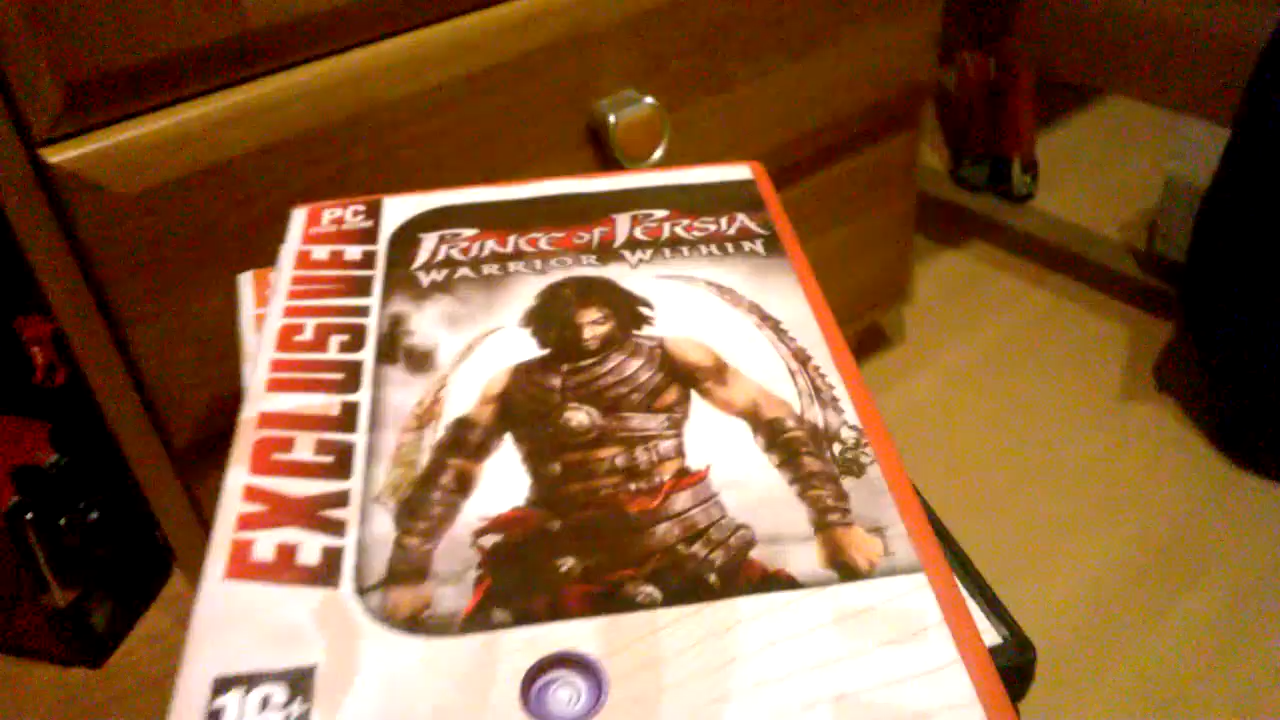 PC
EXCLUSIVE
PRINCE OF PERSIA
WARRIOR WITHIN
16+